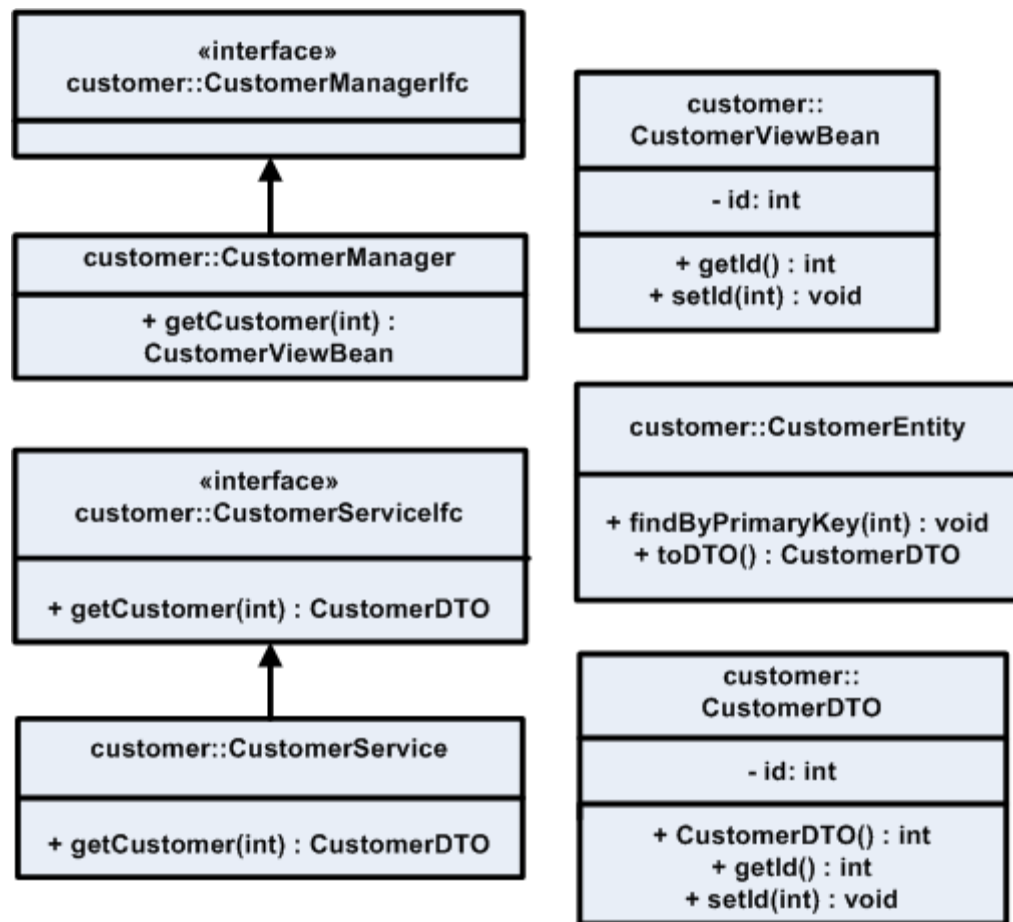 «interface»
customer::CustomerManagerIfc
customer::CustomerManager
+ getCustomer(int) :
CustomerViewBean
«interface»
customer::CustomerServiceIfc
+ getCustomer(int) : CustomerDTO
customer::CustomerService
+ getCustomer(int) : CustomerDTO
customer::
CustomerViewBean
- id: int
+ getId() : int
+ setId(int) : void
customer::CustomerEntity
+ findByPrimaryKey(int) : void
+ toDTO() : CustomerDTO
customer::
CustomerDTO
- id: int
+ CustomerDTO() : int
+ getId() : int
+ setId(int) : void